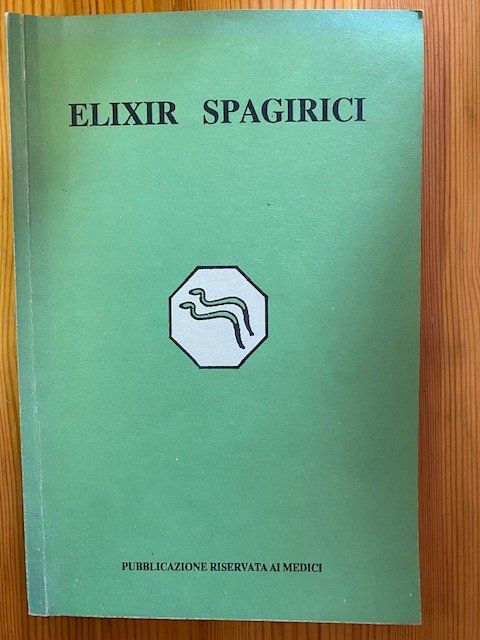 ELIXIR SPAGIRICI
PUBBLICAZIONE RISERVATA AI MEDICI